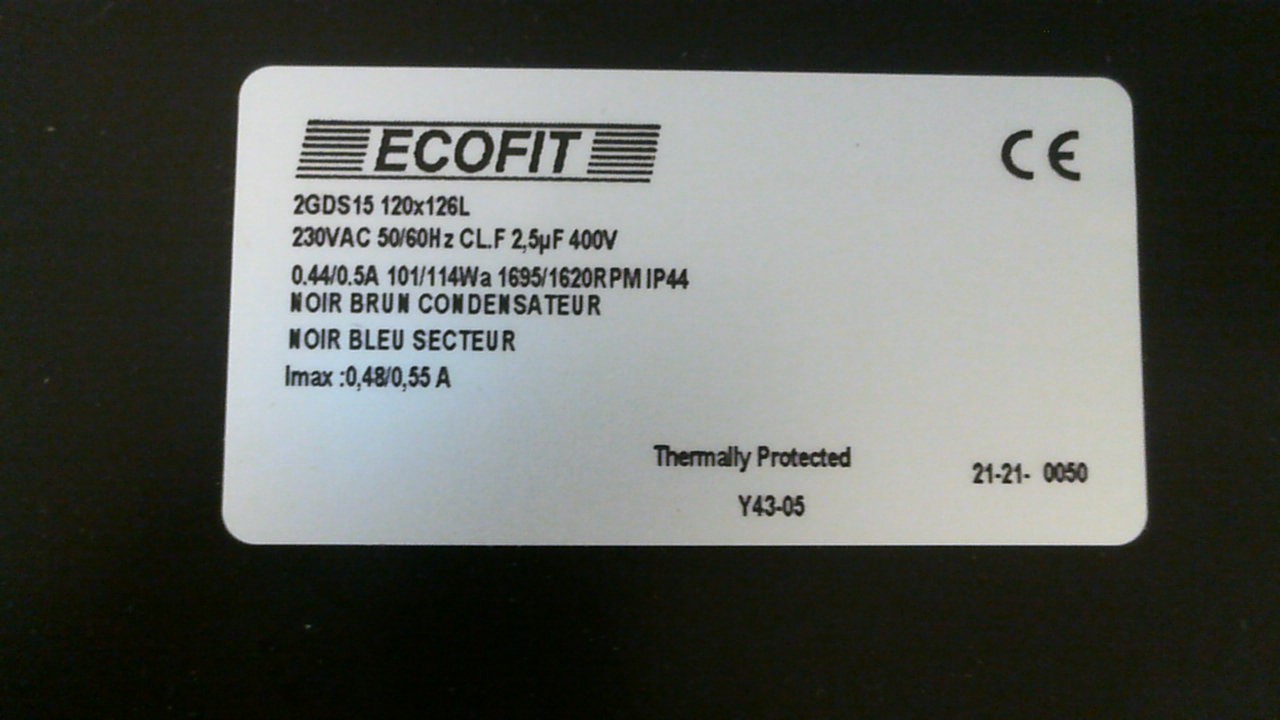 ECOFIT
CE
2GDS15 120x126L
230VAC 50/60Hz CL.F 2,5µF 400V
0.44/0.5A 101/114Wa 1695/1620RPM IP44
NOIR BRUN CONDENSATEUR
NOIR BLEU SECTEUR
Imax :0,48/0,55 A
Thermally Protected
21-21- 0050
Y43-05